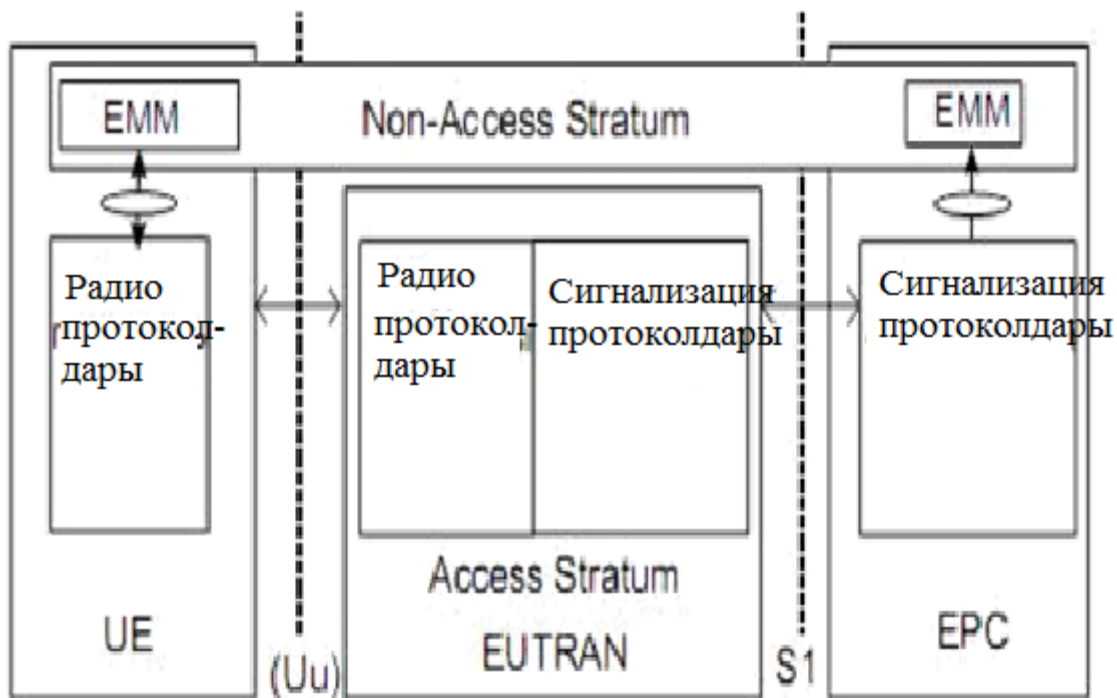 EMM
Non-Access Stratum
EMM
Радио
протокол-
дары
Радио
протокол-
дары
Сигнализация
протоколдары
Сигнализация
протоколдары
Access Stratum
UE
(Uu)
EUTRAN
S1
EPC